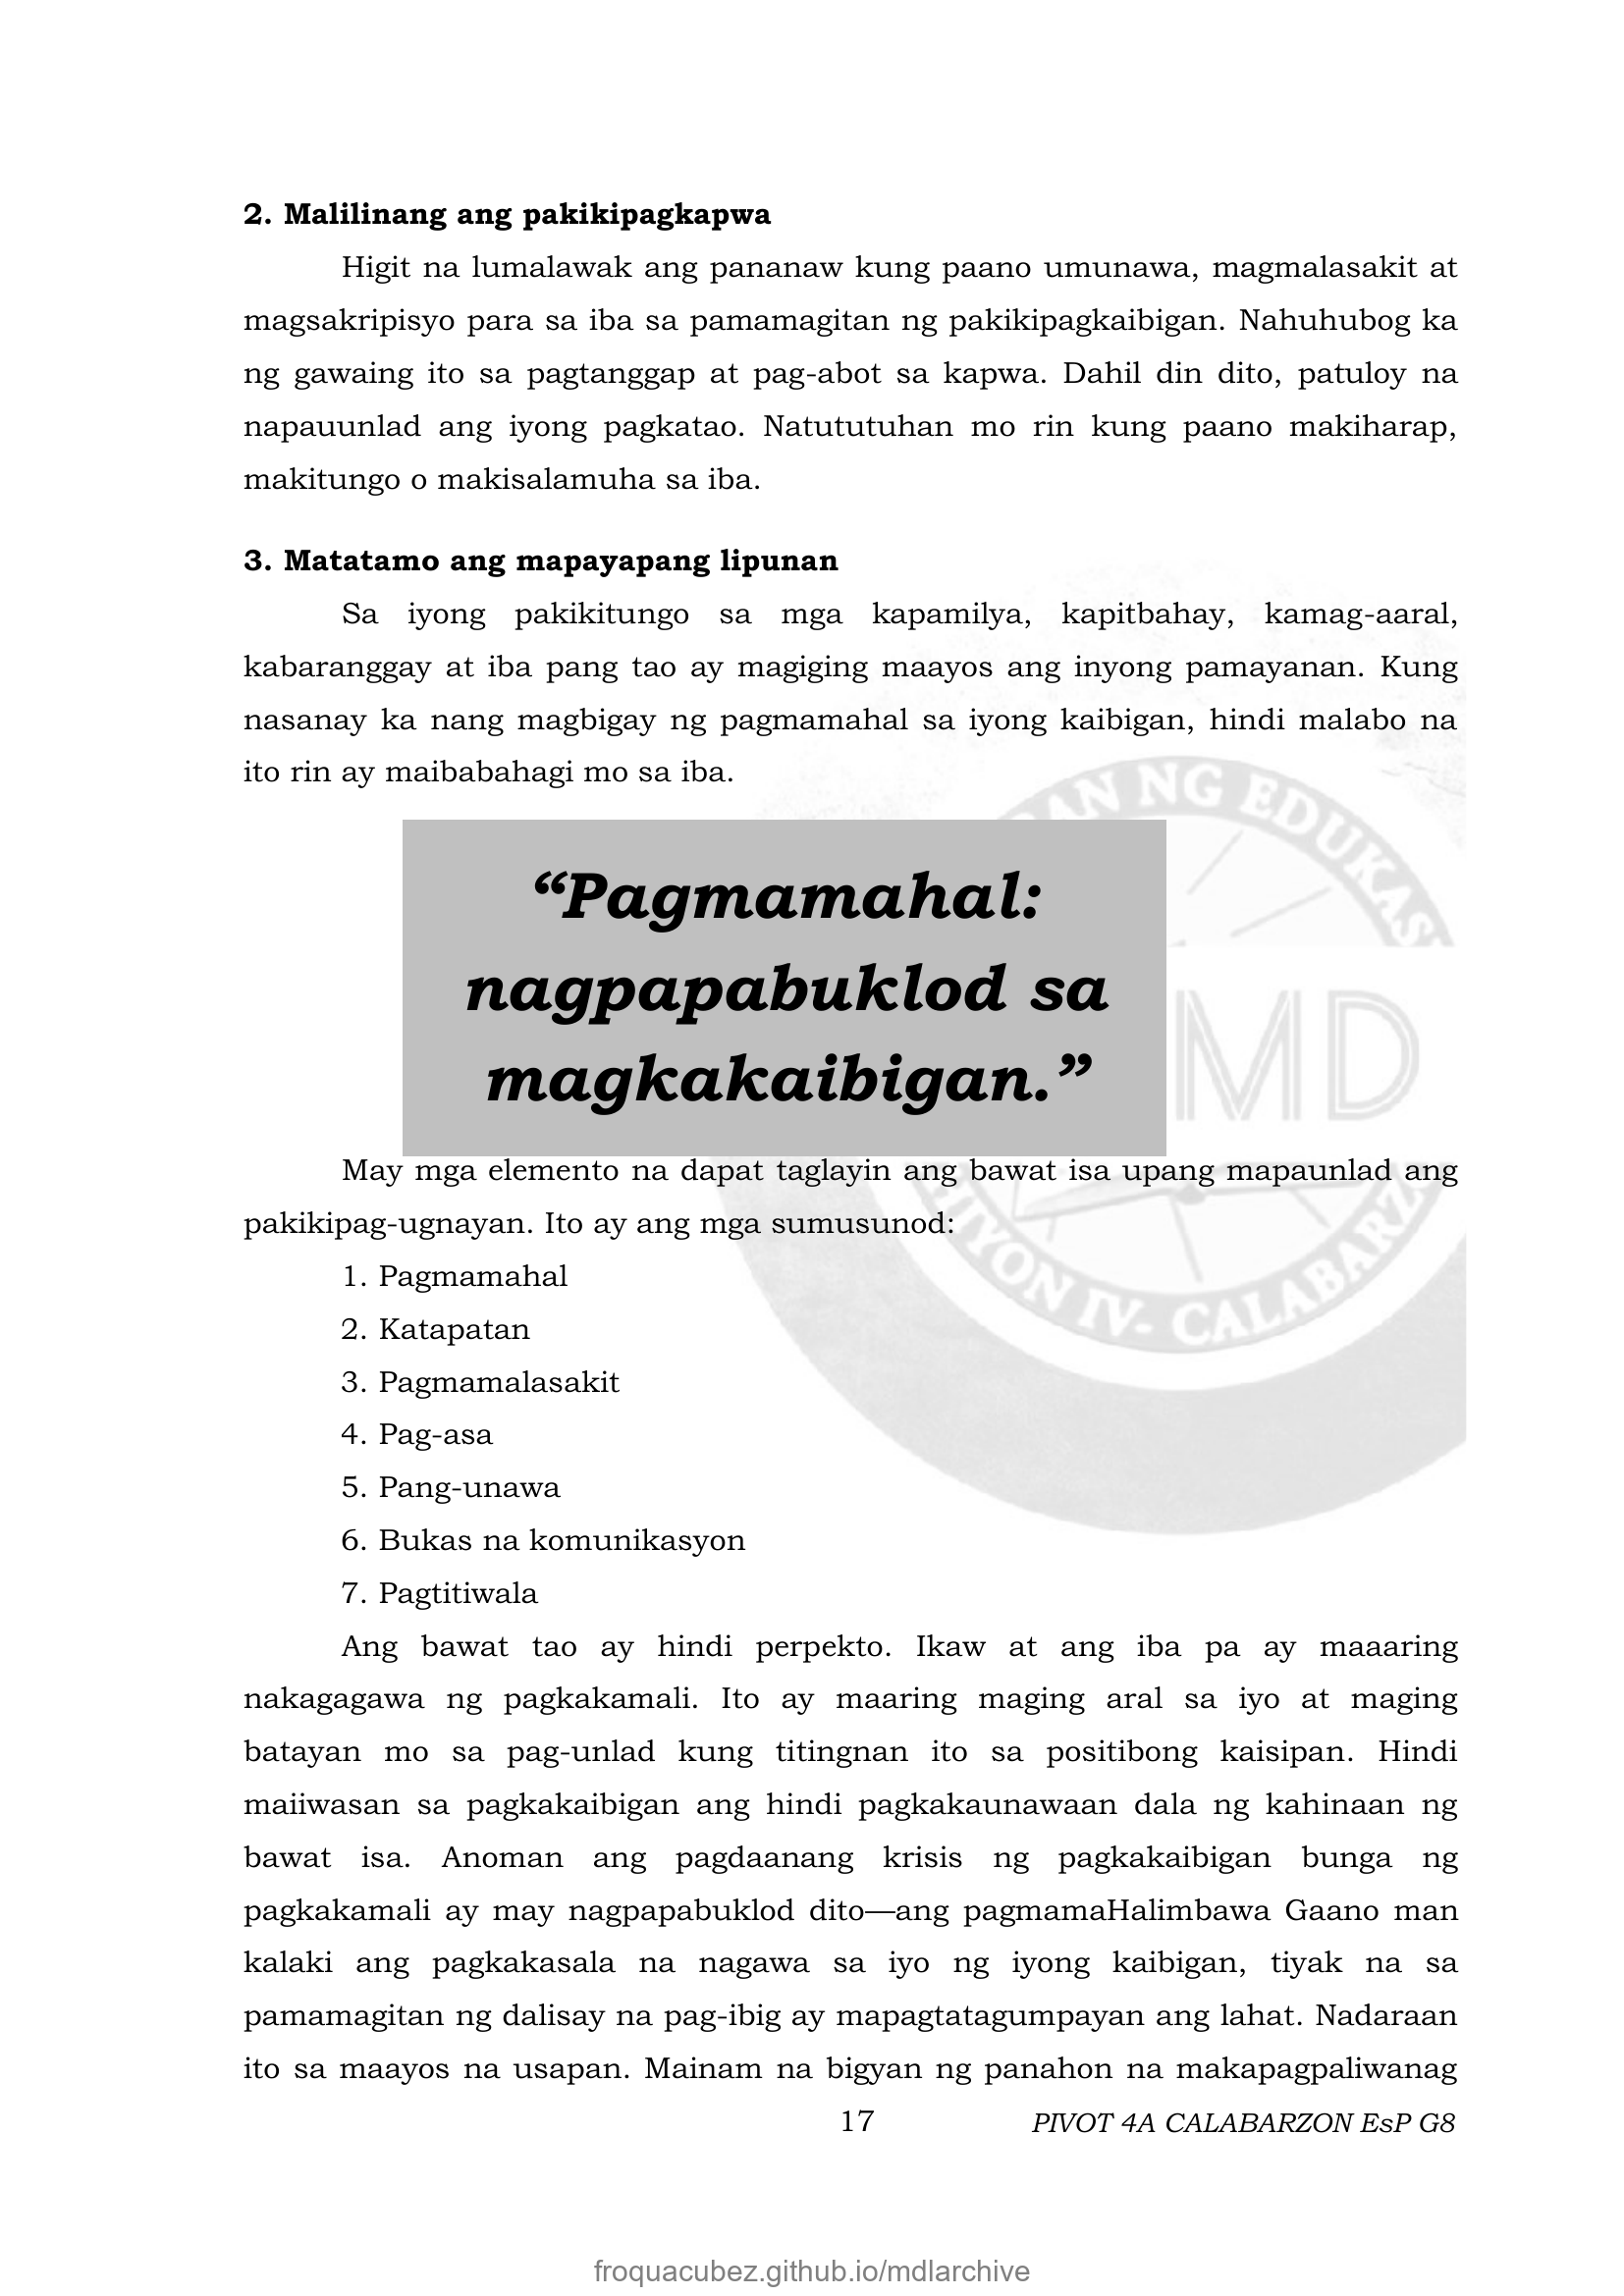 2. Malilinang ang pakikipagkapwa
Higit na lumalawak ang pananaw kung paano umunawa, magmalasakit at
magsakripisyo para sa iba sa pamamagitan ng pakikipagkaibigan. Nahuhubog ka
ng gawaing ito sa pagtanggap at pag-abot sa kapwa. Dahil din dito, patuloy na
napauunlad ang iyong pagkatao. Natututuhan mo rin kung paano makiharap,
makitungo o makisalamuha sa iba.
3. Matatamo ang mapayapang lipunan
Sa iyong pakikitungo sa mga kapamilya, kapitbahay, kamag-aaral,
kabaranggay at iba pang tao ay magiging maayos ang inyong pamayanan. Kung
nasanay ka nang magbigay ng pagmamahal sa iyong kaibigan, hindi malabo na
ito rin ay maibabahagi mo sa iba.
“Pagmamahal:
nagpapabuklod sa
magkakaibigan.”
NG
MD
IV- 
May mga elemento na dapat taglayin ang bawat isa upang mapaunlad ang
pakikipag-ugnayan. Ito ay ang mga sumusunod:
1. Pagmamahal
2. Katapatan
3. Pagmamalasakit
4. Pag-asa
5. Pang-unawa
6. Bukas na komunikasyon
7. Pagtitiwala
Ang bawat tao ay hindi perpekto. Ikaw at ang iba pa ay maaaring
nakagagawa ng pagkakamali. Ito ay maaring maging aral sa iyo at maging
batayan mo sa pag-unlad kung titingnan ito sa positibong kaisipan. Hindi
maiiwasan sa pagkakaibigan ang hindi pagkakaunawaan dala ng kahinaan ng
bawat isa. Anoman ang pagdaanang krisis ng pagkakaibigan bunga ng
pagkakamali ay may nagpapabuklod dito—ang pagmamaHalimbawa Gaano man
kalaki ang pagkakasala na nagawa sa iyo ng iyong kaibigan, tiyak na sa
pamamagitan ng dalisay na pag-ibig ay mapagtatagumpayan ang lahat. Nadaraan
ito sa maayos na usapan. Mainam na bigyan ng panahon na makapagpaliwanag
17
PIVOT 4A CALABARZON EsP G8
froquacubez.github.io/mdlarchive